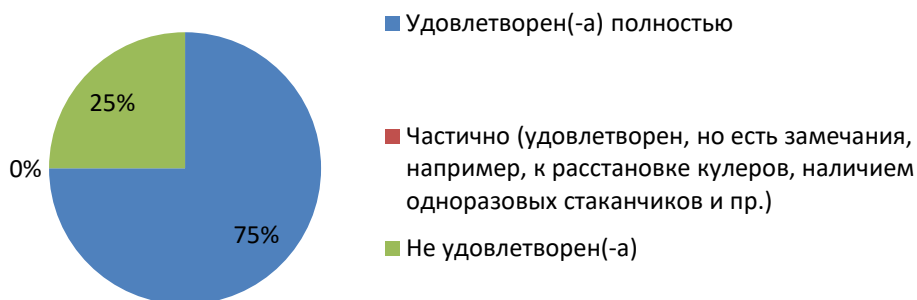 Удовлетворен(-а) полностью
25%
Частично (удовлетворен, но есть замечания,
например, к расстановке кулеров, наличием
одноразовых стаканчиков и пр.)
0%
75%
Не удовлетворен(-а)